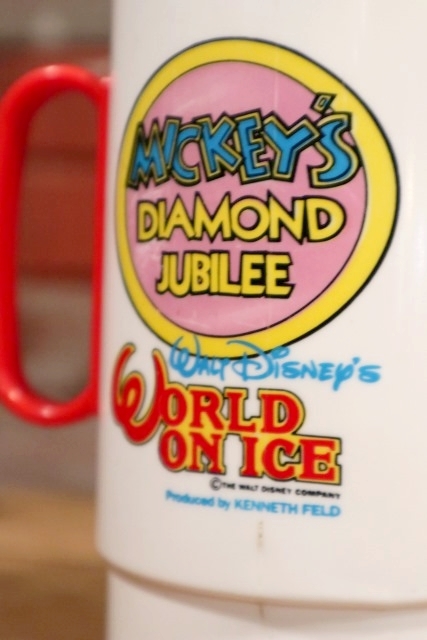 MICKEY'S
DIAMOND
JUBILEE
WALT DISNEY'S
WORLD
ON ICE
©THE WALT DISNEY COMPANY
Produced by KENNETH FELD